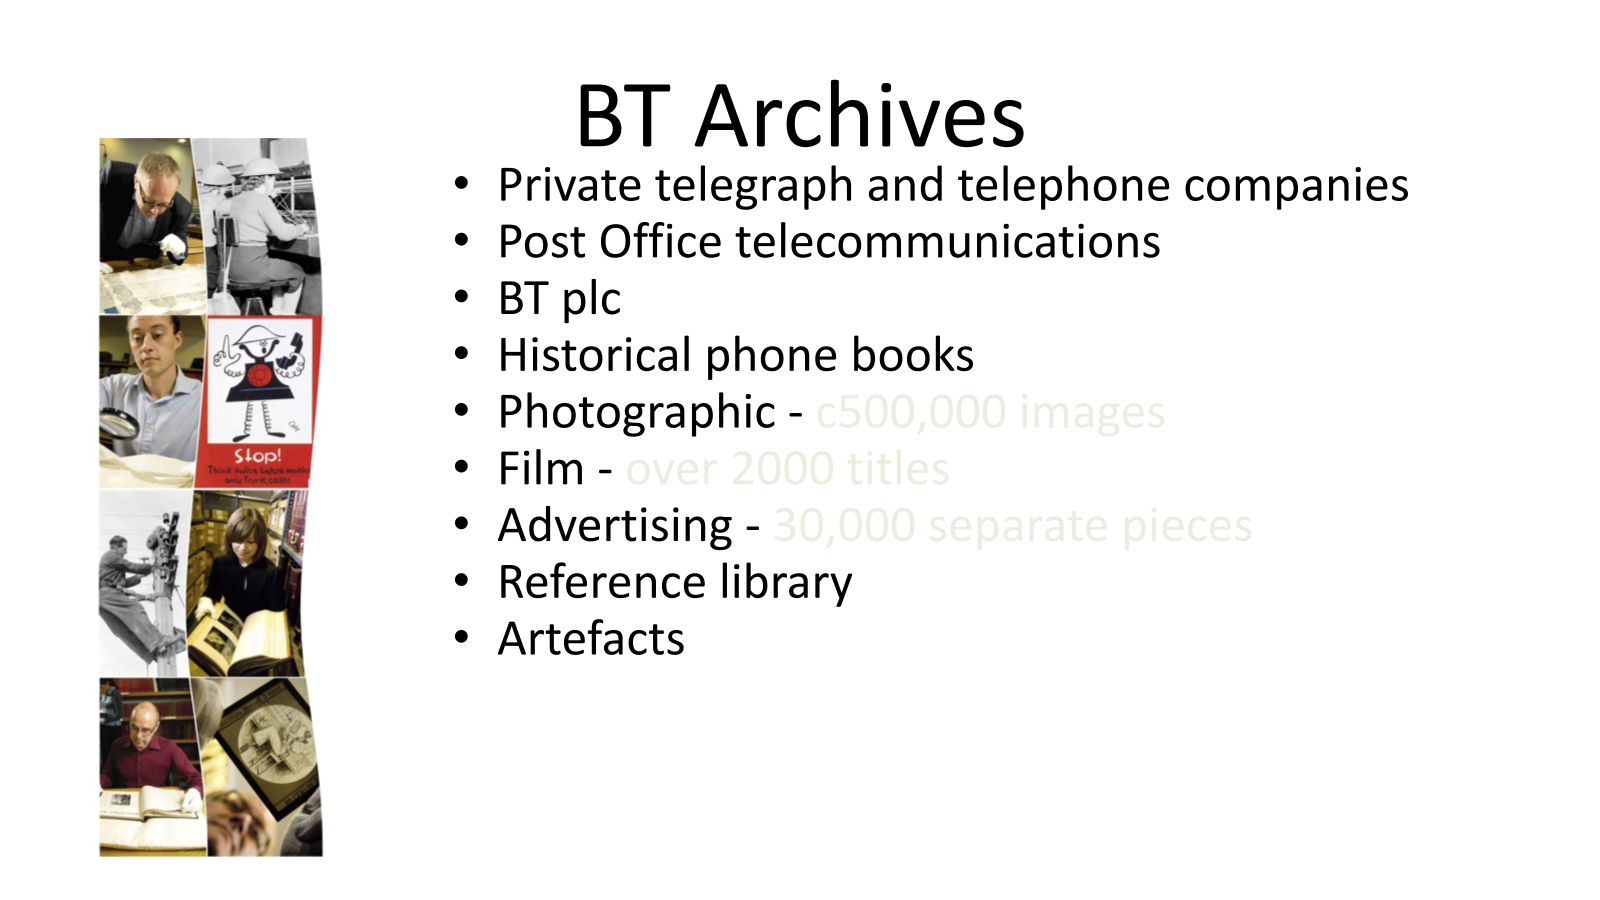 BT Archives
• Private telegraph and telephone companies
• Post Office telecommunications
• BT plc
• Historical phone books
• Photographic - c500,000 images
• Film - over 2000 titles
• Advertising - 30,000 separate pieces
• Reference library
• Artefacts
Stop!
Think twice before making
any Trunk calls.